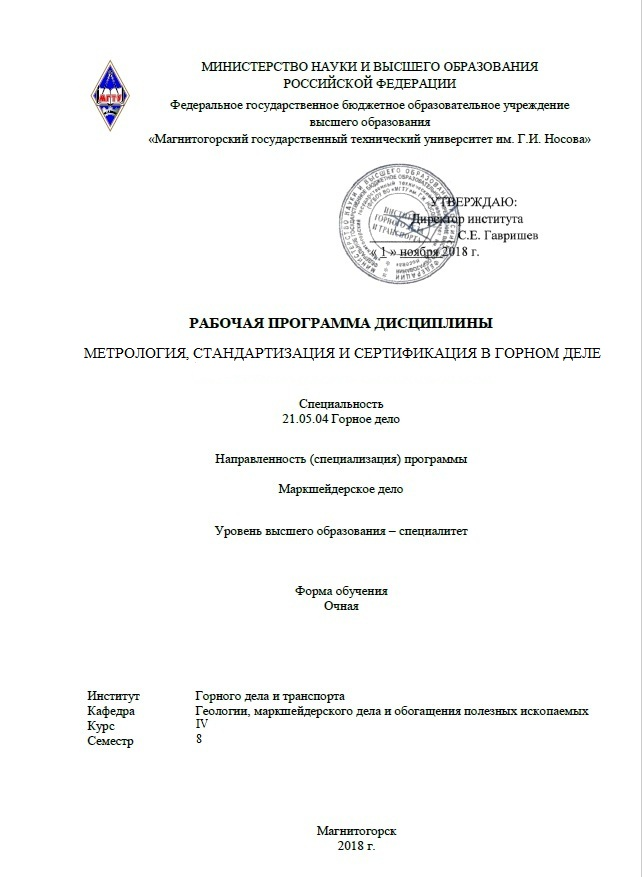 МИНИСТЕРСТВО НАУКИ И ВЫСШЕГО ОБРАЗОВАНИЯ
РОССИЙСКОЙ ФЕДЕРАЦИИ
Федеральное государственное бюджетное образовательное учреждение
высшего образования
«Магнитогорский государственный технический университет им. Г.И. Носова»
МГТУ
УТВЕРЖДАЮ:
Директор института
С.Е. Гавришев
« 1 » ноября 2018 г.
РАБОЧАЯ ПРОГРАММА ДИСЦИПЛИНЫ
МЕТРОЛОГИЯ, СТАНДАРТИЗАЦИЯ И СЕРТИФИКАЦИЯ В ГОРНОМ ДЕЛЕ
Специальность
21.05.04 Горное дело
Направленность (специализация) программы
Маркшейдерское дело
Уровень высшего образования – специалитет
Форма обучения
Очная
Институт Горного дела и транспорта
Кафедра Геологии, маркшейдерского дела и обогащения полезных ископаемых
Курс IV
Семестр 8
Магнитогорск
2018 г.